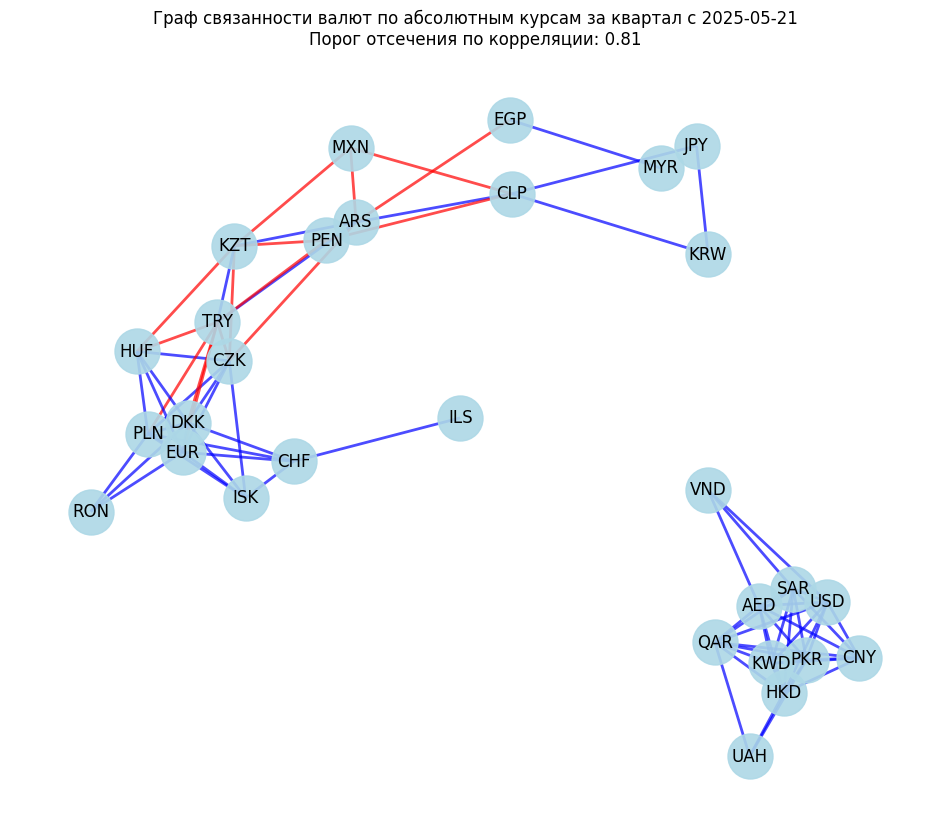 Граф связанности валют по абсолютным курсам за квартал с 2025-05-21
Порог отсечения по корреляции: 0.81
EGP
MXN
JPY
MYR
CLP
ARS
PEN
KZT
KRW
TRY
HUF
CZK
ILS
DKK
PLN
EUR
CHF
VND
ISK
RON
SAR
USD
AED
QAR
KWD
PKR
CNY
HKD
UAH